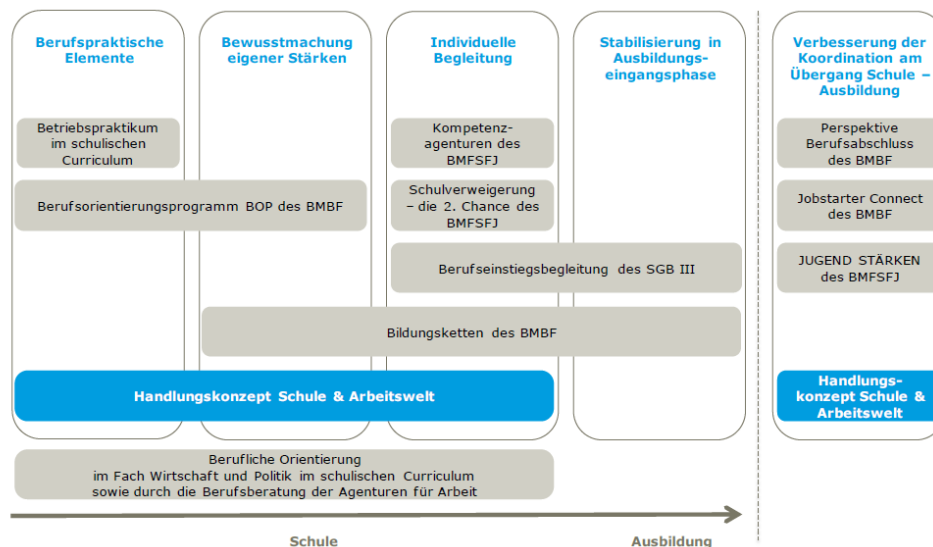 Berufspraktische
Elemente
Bewusstmachung
eigener Stärken
Individuelle
Begleitung
Stabilisierung in
Ausbildungs-
eingangsphase
Verbesserung der
Koordination am
Übergang Schule –
Ausbildung
Betriebspraktikum
im schulischen
Curriculum
Kompetenz-
agenturen des
BMFSFJ
Perspektive
Berufsabschluss
des BMBF
Berufsorientierungsprogramm BOP des BMBF
Schulverweigerung
– die 2. Chance des
BMFSFJ
Jobstarter Connect
des BMBF
Berufseinstiegsbegleitung des SGB III
JUGEND STÄRKEN
des BMFSFJ
Bildungsketten des BMBF
Handlungskonzept Schule & Arbeitswelt
Handlungs-
konzept Schule &
Arbeitswelt
Berufliche Orientierung
im Fach Wirtschaft und Politik im schulischen Curriculum
sowie durch die Berufsberatung der Agenturen für Arbeit
Schule
Ausbildung